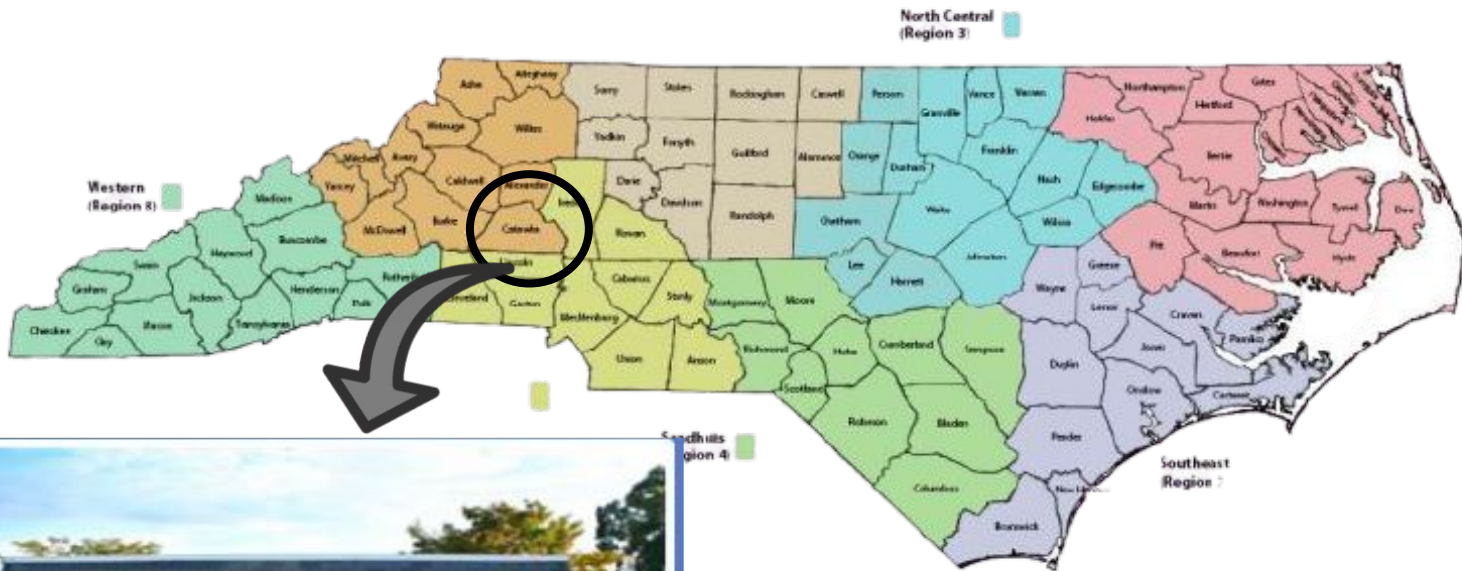 North Central
(Region 3)
Ashe
Alleghany
Surry
Stokes
Rockingham
Caswell
Person
Granville
Vance
Warren
Northampton
Gates
Hertford
Halifax
Watauga
Wilkes
Yadkin
Forsyth
Guilford
Alamance
Orange
Durham
Franklin
Bertie
Mitchell
Avery
Caldwell
Alexander
Davie
Nash
Edgecombe
Yancey
Iredell
Davidson
Randolph
Chatham
Wake
Wilson
Martin
Washington
Tyrrell
Dare
Western
(Region 8)
Madison
Burke
McDowell
Catawba
Rowan
Pitt
Beaufort
Hyde
Buncombe
Haywood
Swain
Lincoln
Lee
Johnston
Harnett
Greene
Wayne
Graham
Jackson
Henderson
Polk
Cleveland
Gaston
Cabarrus
Stanly
Montgomery
Moore
Lenoir
Craven
Pamlico
Cherokee
Clay
Macon
Transylvania
Mecklenburg
Union
Anson
Richmond
Hoke
Cumberland
Sampson
Duplin
Jones
Scotland
Onslow
Carteret
Robeson
Bladen
Pender
Columbus
Brunswick
Southeast
(Region
gion 4)